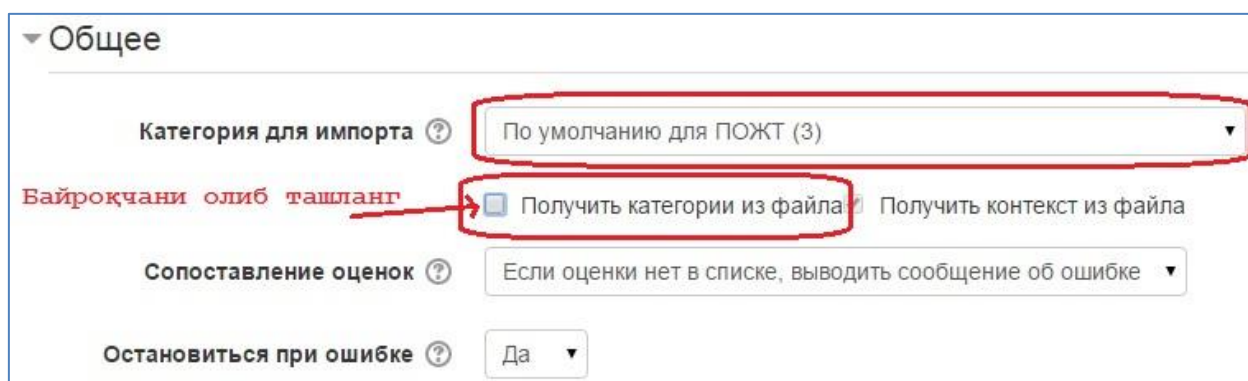 Общее
Категория для импорта По умолчанию для ПОЖТ (3)
Байроқчани олиб ташланг Получить категории из файла Получить контекст из файла
Сопоставление оценок Если оценки нет в списке, выводить сообщение об ошибке
Остановиться при ошибке Да